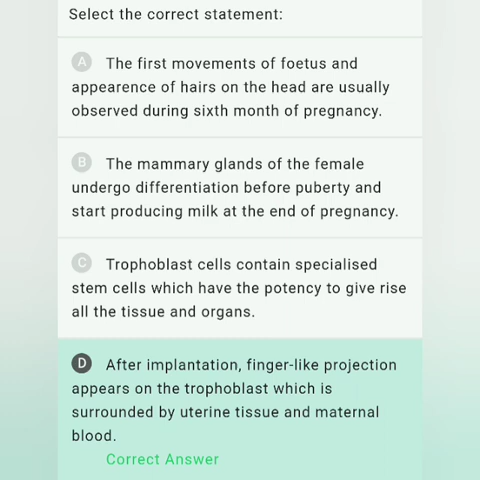 Select the correct statement:
A The first movements of foetus and
appearence of hairs on the head are usually
observed during sixth month of pregnancy.
B The mammary glands of the female
undergo differentiation before puberty and
start producing milk at the end of pregnancy.
C Trophoblast cells contain specialised
stem cells which have the potency to give rise
all the tissue and organs.
D After implantation, finger-like projection
appears on the trophoblast which is
surrounded by uterine tissue and maternal
blood.
Correct Answer